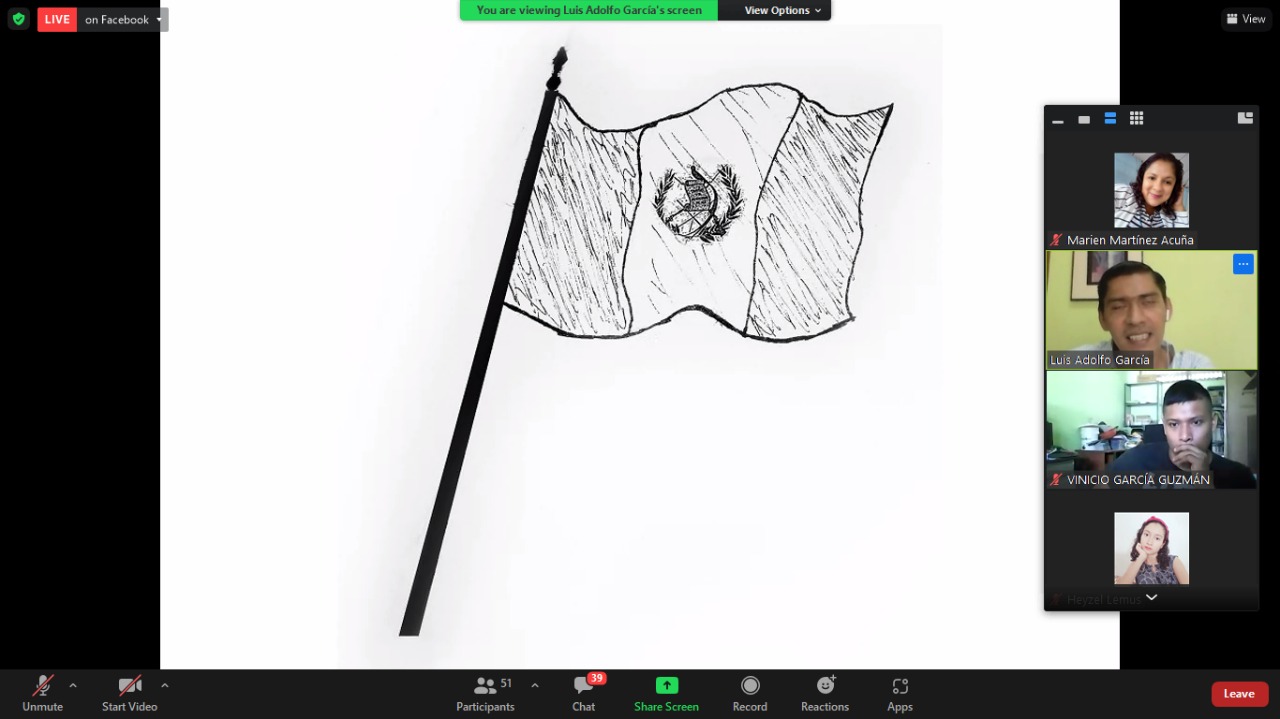 LIVE on Facebook
You are viewing Luis Adolfo García's screen
View Options
View
Marien Martínez Acuña
Luis Adolfo García
VINICIO GARCÍA GUZMÁN
Heyzel Lemus
Unmute
Start Video
51
Participants
39
Chat
Share Screen
Record
Reactions
Apps
Leave